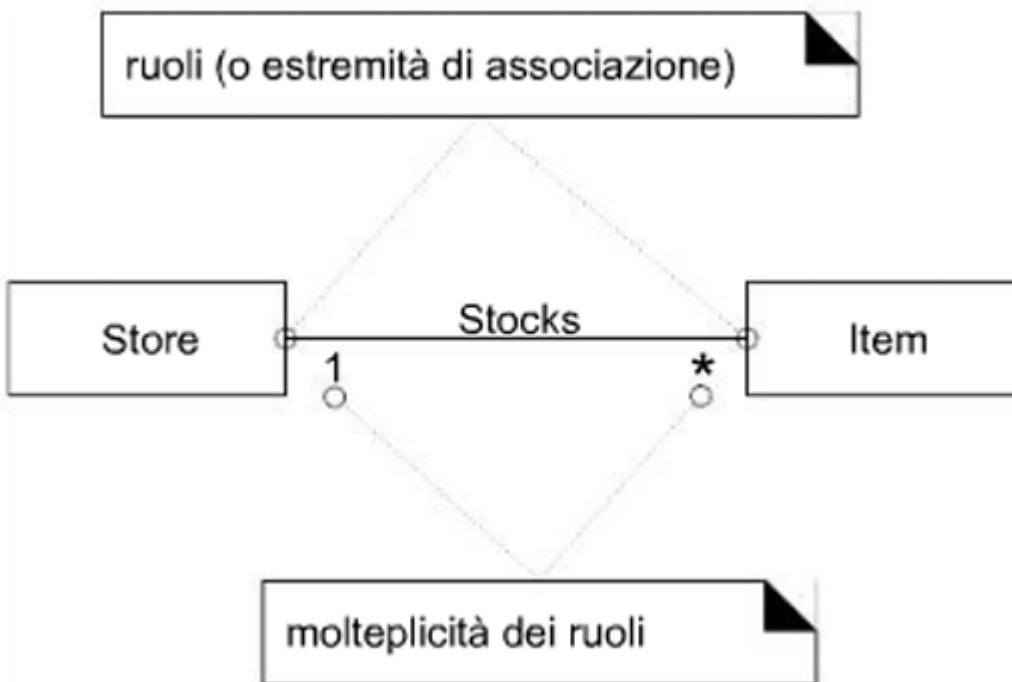 ruoli (o estremità di associazione)
Store
Stocks
Item
1
*
molteplicità dei ruoli